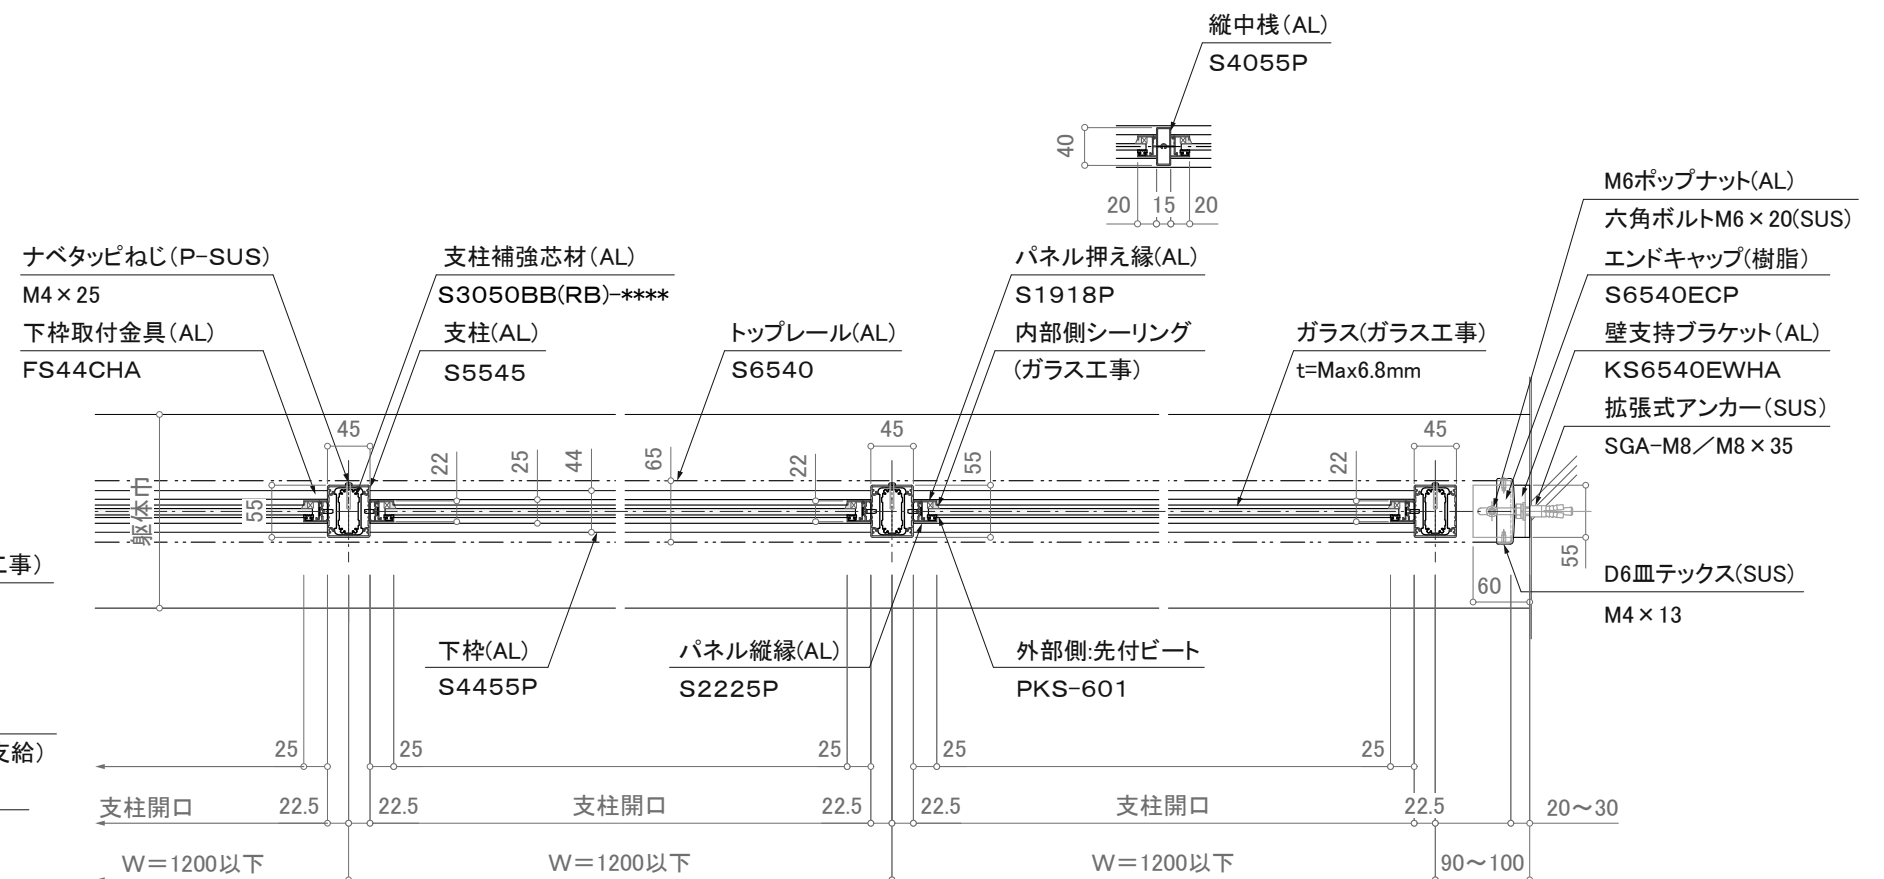 縦中桟(AL)
S4055P
40
20 15 20
M6ポップナット(AL)
六角ボルトM6×20(SUS)
エンドキャップ(樹脂)
S6540ECP
壁支持ブラケット(AL)
KS6540EWHA
拡張式アンカー(SUS)
SGA-M8/M8×35
ナベタッピねじ(P-SUS)
M4×25
下枠取付金具(AL)
FS44CHA
支柱補強芯材(AL)
S3050BB(RB)-****
支柱(AL)
S5545
トップレール(AL)
S6540
パネル押え縁(AL)
S1918P
内部側シーリング
(ガラス工事)
ガラス(ガラス工事)
t=Max6.8mm
45 45 45
22 25 44 65 22 55 22
躯体巾
55
55
60
D6皿テックス(SUS)
M4×13
工事)
支給)
下枠(AL)
S4455P
パネル縦縁(AL)
S2225P
外部側:先付ビート
PKS-601
25 25 25 25 25
支柱開口 22.5 22.5 支柱開口 22.5 22.5 支柱開口 22.5 20~30
W=1200以下 W=1200以下 W=1200以下 90~100